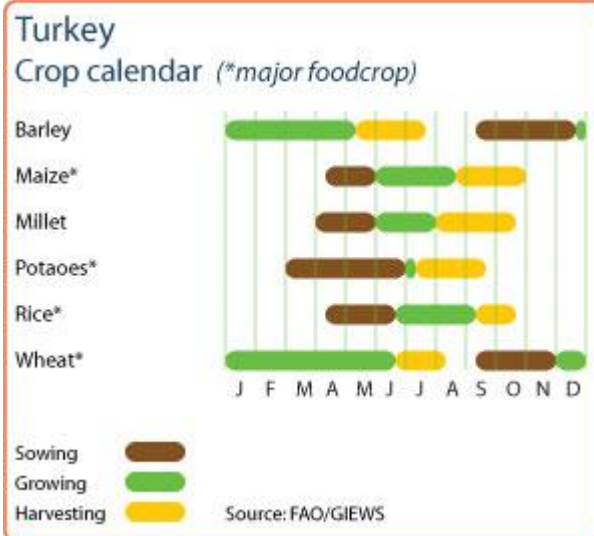 Turkey
Crop calendar (*major foodcrop)
Barley
Maize*
Millet
Potaoes*
Rice*
Wheat*
J F M A M J J A S O N D
Sowing
Growing
Harvesting
Source: FAO/GIEWS